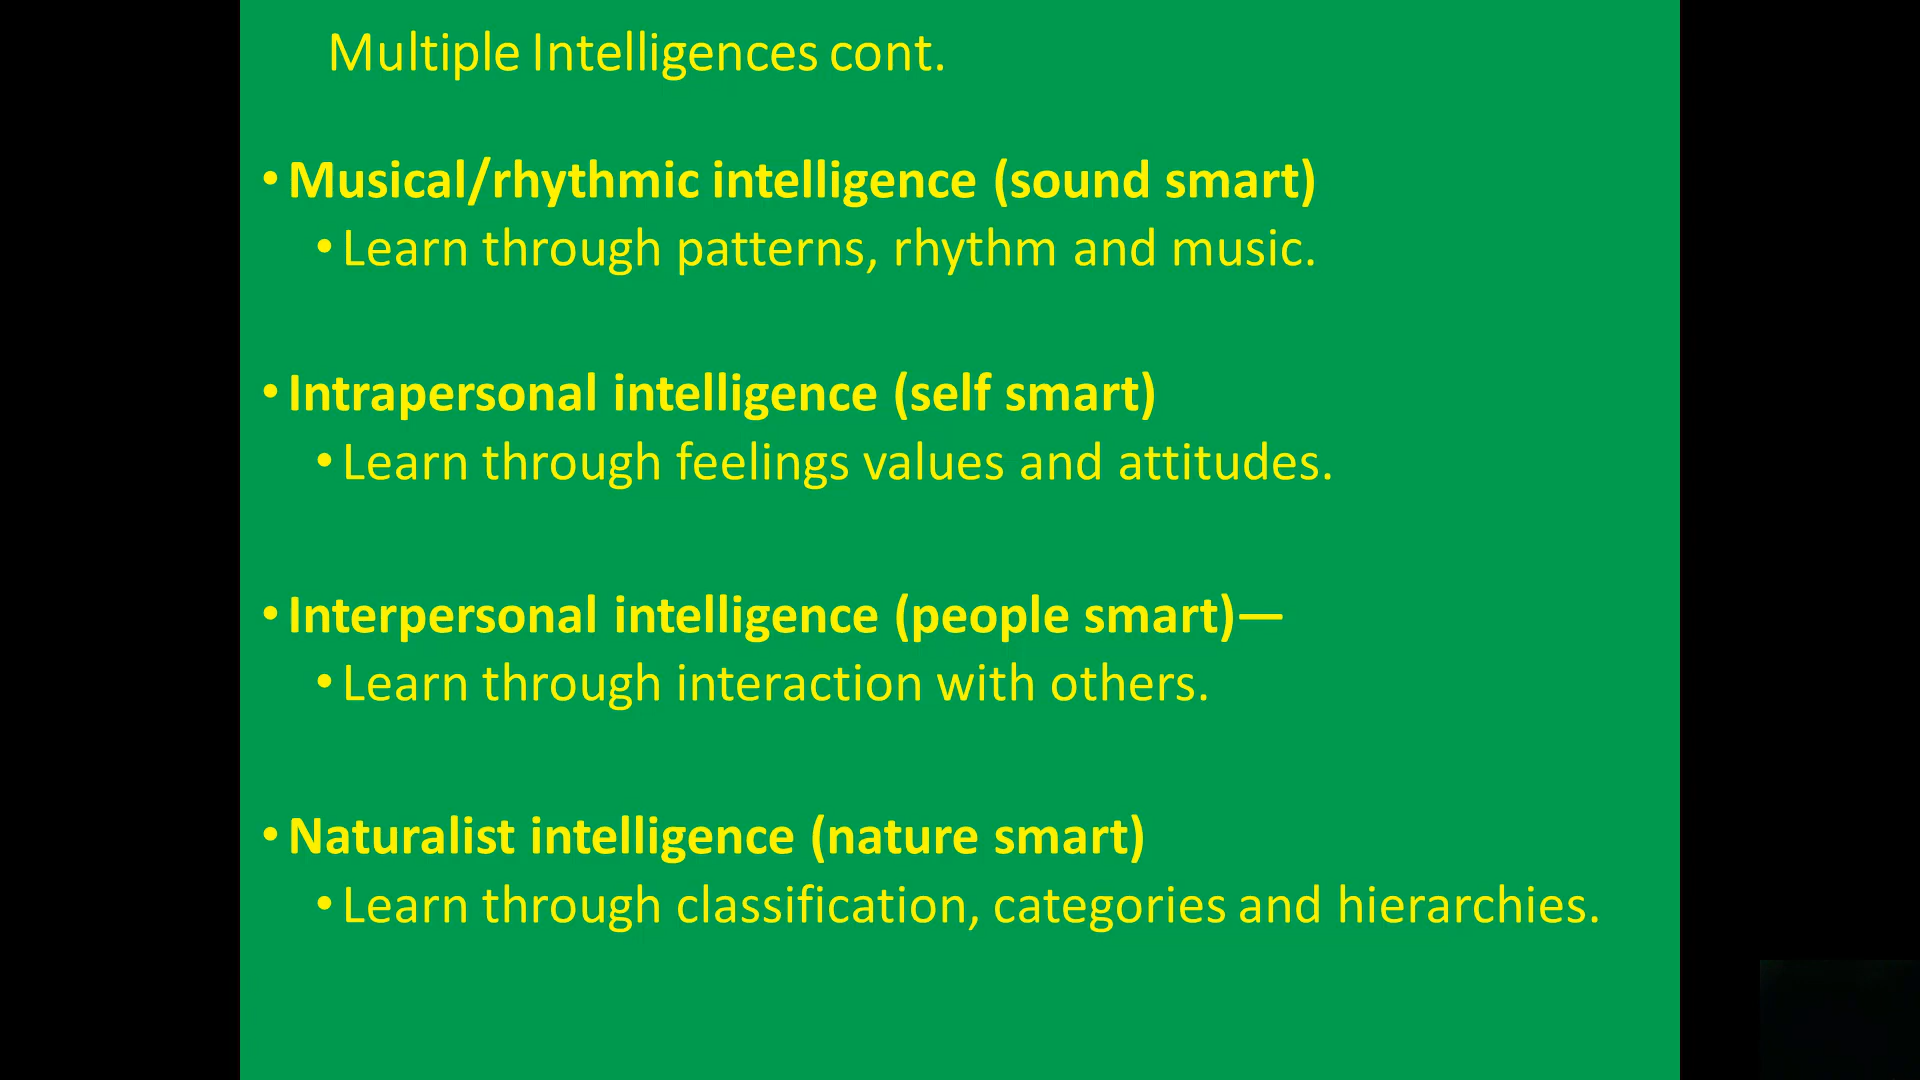 Multiple Intelligences cont.
•Musical/rhythmic intelligence (sound smart)
•Learn through patterns, rhythm and music.
•Intrapersonal intelligence (self smart)
•Learn through feelings values and attitudes.
•Interpersonal intelligence (people smart)—
•Learn through interaction with others.
•Naturalist intelligence (nature smart)
•Learn through classification, categories and hierarchies.